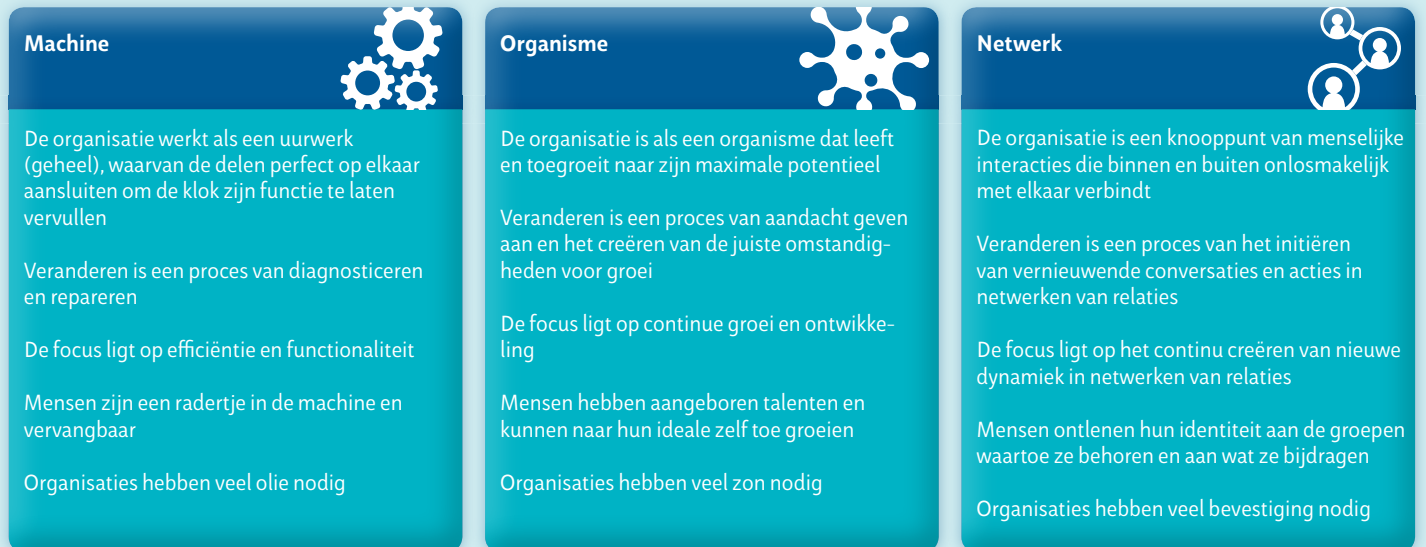 Machine
De organisatie werkt als een uurwerk
(geheel), waarvan de delen perfect op elkaar
aansluiten om de klok zijn functie te laten
vervullen
Veranderen is een proces van diagnosticeren
en repareren
De focus ligt op efficiëntie en functionaliteit
Mensen zijn een radertje in de machine en
vervangbaar
Organisaties hebben veel olie nodig
Organisme
De organisatie is als een organisme dat leeft
en toegroeit naar zijn maximale potentieel
Veranderen is een proces van aandacht geven
aan en het creëren van de juiste omstandig-
heden voor groei
De focus ligt op continue groei en ontwikke-
ling
Mensen hebben aangeboren talenten en
kunnen naar hun ideale zelf toe groeien
Organisaties hebben veel zon nodig
Netwerk
De organisatie is een knooppunt van menselijke
interacties die binnen en buiten onlosmakelijk
met elkaar verbindt
Veranderen is een proces van het initiëren
van vernieuwende conversaties en acties in
netwerken van relaties
De focus ligt op het continu creëren van nieuwe
dynamiek in netwerken van relaties
Mensen ontlenen hun identiteit aan de groepen
waartoe ze behoren en aan wat ze bijdragen
Organisaties hebben veel bevestiging nodig